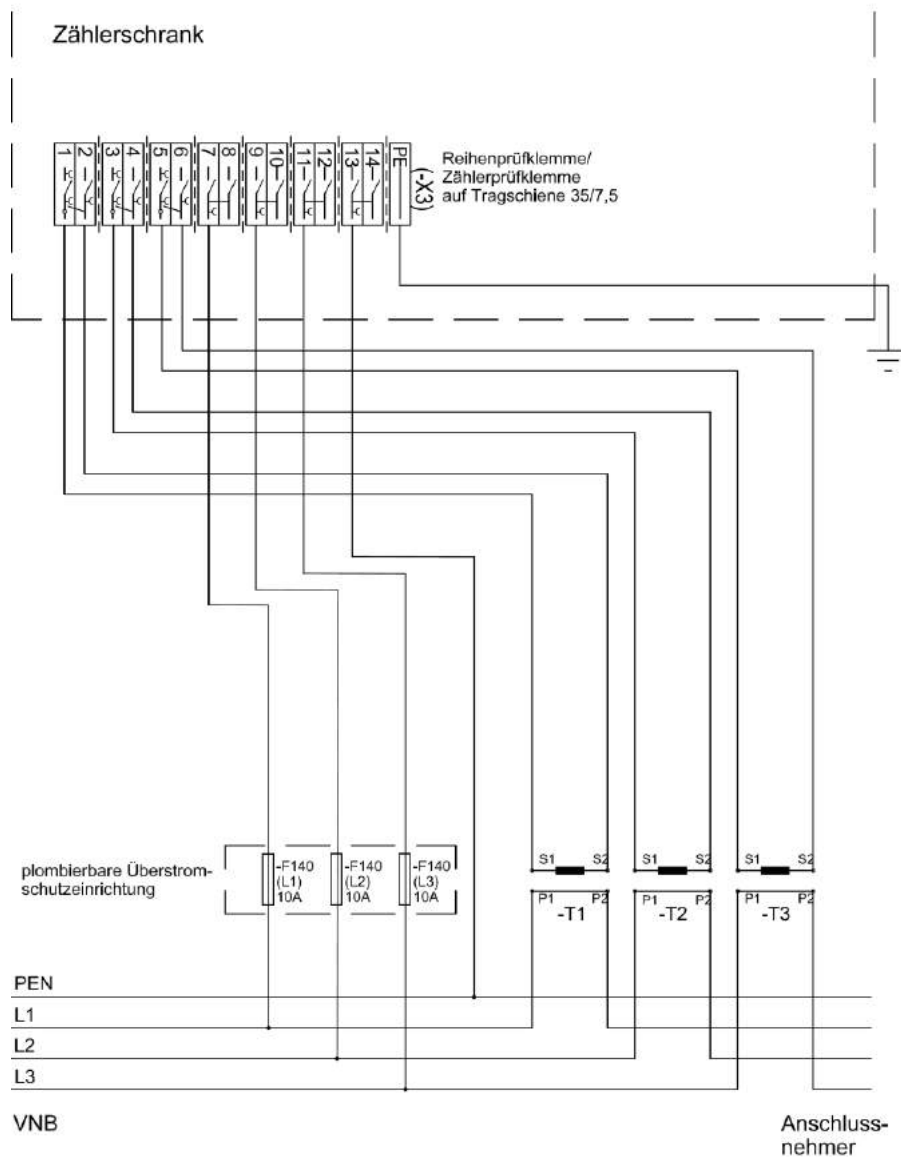 Zählerschrank
1 2 3 4 5 6 7 8 9 10 11 12 13 14 PE
(-X3)
Reihenprüfklemme/
Zählerprüfklemme
auf Tragschiene 35/7,5
plombierbare Überstrom-
schutzeinrichtung
-F140
(L1)
10A
-F140
(L2)
10A
-F140
(L3)
10A
S1 S2
P1 P2
-T1
S1 S2
P1 P2
-T2
S1 S2
P1 P2
-T3
PEN
L1
L2
L3
VNB
Anschluss-
nehmer